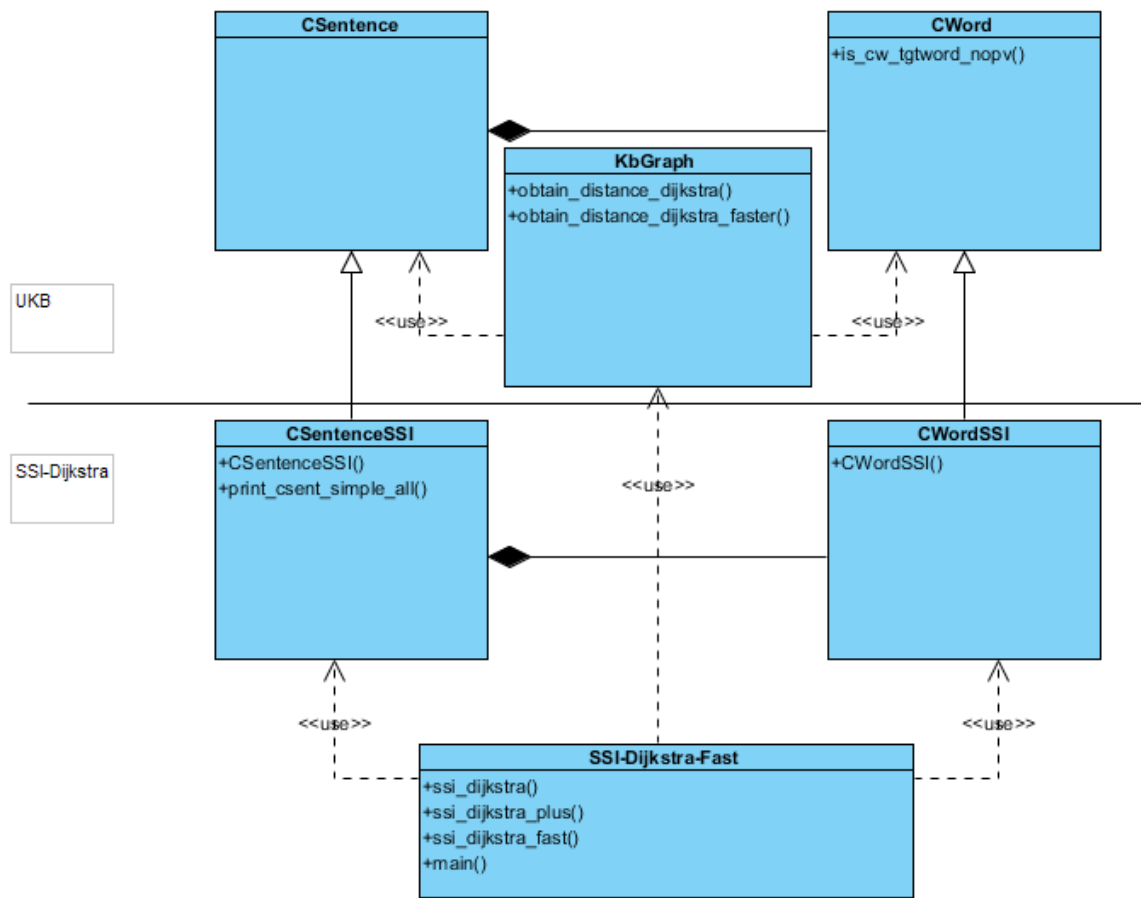 CSentence
CWord
+is_cw_tgtword_nopv()
KbGraph
+obtain_distance_dijkstra()
+obtain_distance_dijkstra_faster()
UKB
<<use>>
<<use>>
CSentenceSSI
+CSentenceSSI()
+print_csent_simple_all()
CWordSSI
+CWordSSI()
SSI-Dijkstra
<<use>>
<<use>>
<<use>>
SSI-Dijkstra-Fast
+ssi_dijkstra()
+ssi_dijkstra_plus()
+ssi_dijkstra_fast()
+main()